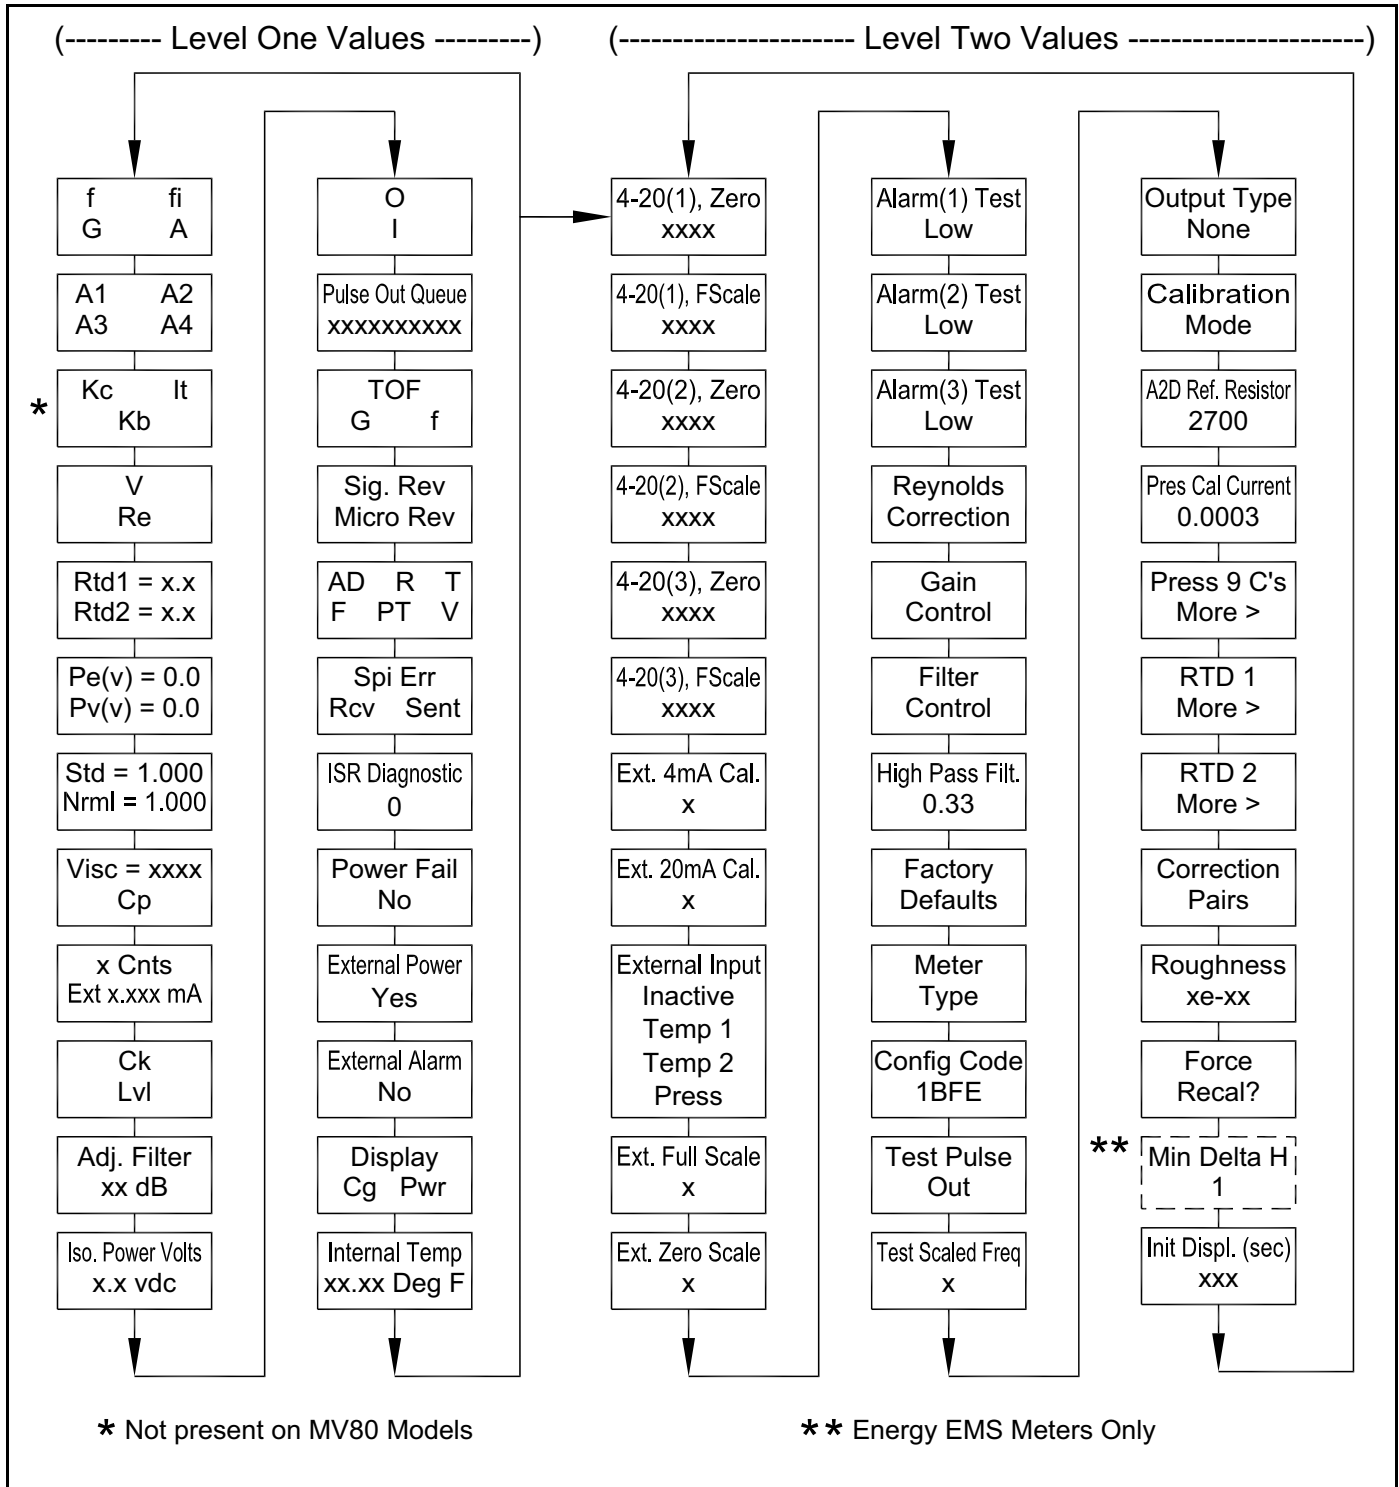 (--------- Level One Values ---------)
f fi
G A
A1 A2
A3 A4
*
Kc It
Kb
V
Re
Rtd1 = x.x
Rtd2 = x.x
Pe(v) = 0.0
Pv(v) = 0.0
Std = 1.000
Nrml = 1.000
Visc = xxxx
Cp
x Cnts
Ext x.xxx mA
Ck
Lvl
Adj. Filter
xx dB
Iso. Power Volts
x.x vdc
O
I
Pulse Out Queue
xxxxxxxxxx
TOF
G f
Sig. Rev
Micro Rev
AD R T
F PT V
Spi Err
Rcv Sent
ISR Diagnostic
0
Power Fail
No
External Power
Yes
External Alarm
No
Display
Cg Pwr
Internal Temp
xx.xx Deg F
(---------------------- Level Two Values ----------------------)
4-20(1), Zero
xxxx
4-20(1), FScale
xxxx
4-20(2), Zero
xxxx
4-20(2), FScale
xxxx
4-20(3), Zero
xxxx
4-20(3), FScale
xxxx
Ext. 4mA Cal.
x
Ext. 20mA Cal.
x
External Input
Inactive
Temp 1
Temp 2
Press
Ext. Full Scale
x
Ext. Zero Scale
x
Alarm(1) Test
Low
Alarm(2) Test
Low
Alarm(3) Test
Low
Reynolds
Correction
Gain
Control
Filter
Control
High Pass Filt.
0.33
Factory
Defaults
Meter
Type
Config Code
1BFE
Test Pulse
Out
Test Scaled Freq
x
Output Type
None
Calibration
Mode
A2D Ref. Resistor
2700
Pres Cal Current
0.0003
Press 9 C's
More >
RTD 1
More >
RTD 2
More >
Correction
Pairs
Roughness
xe-xx
Force
Recal?
**
Min Delta H
1
Init Displ. (sec)
xxx
* Not present on MV80 Models
** Energy EMS Meters Only